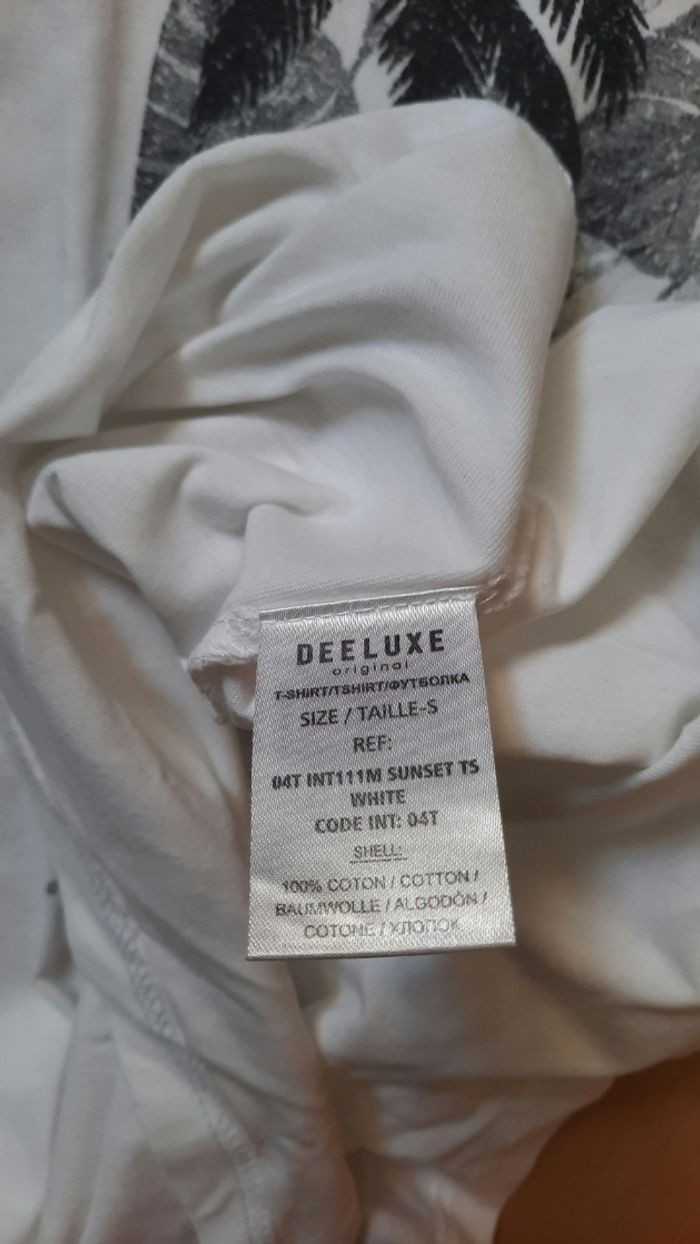 DEELUXE
original
T-SHIRT/TSHIRT/ФУТБОЛКА
SIZE / TAILLE-S
REF:
04T INT111M SUNSET TS
WHITE
CODE INT: 04T
SHELL:
100% COTON / COTTON /
BAUMWOLLE / ALGODÓN /
COTONE / ХЛОПОК